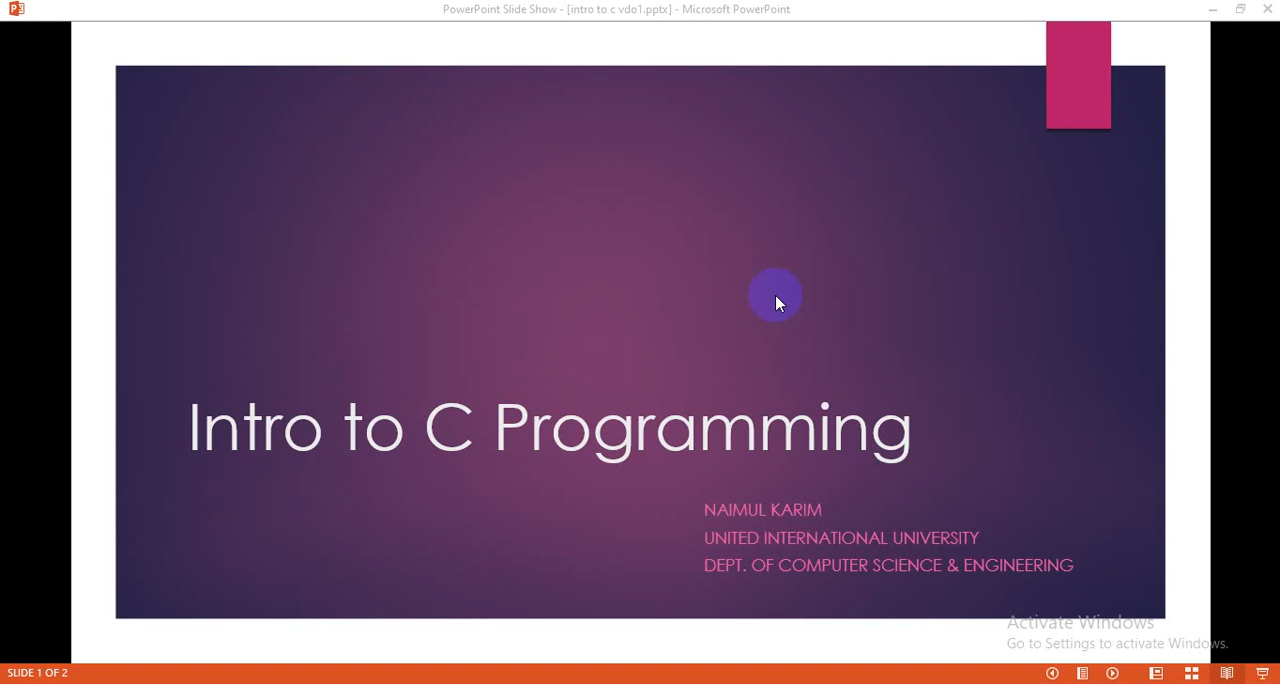 PowerPoint Slide Show - [intro to c vdo1.pptx] - Microsoft PowerPoint
Intro to C Programming
NAIMUL KARIM
UNITED INTERNATIONAL UNIVERSITY
DEPT. OF COMPUTER SCIENCE & ENGINEERING
Activate Windows
Go to Settings to activate Windows.
SLIDE 1 OF 2